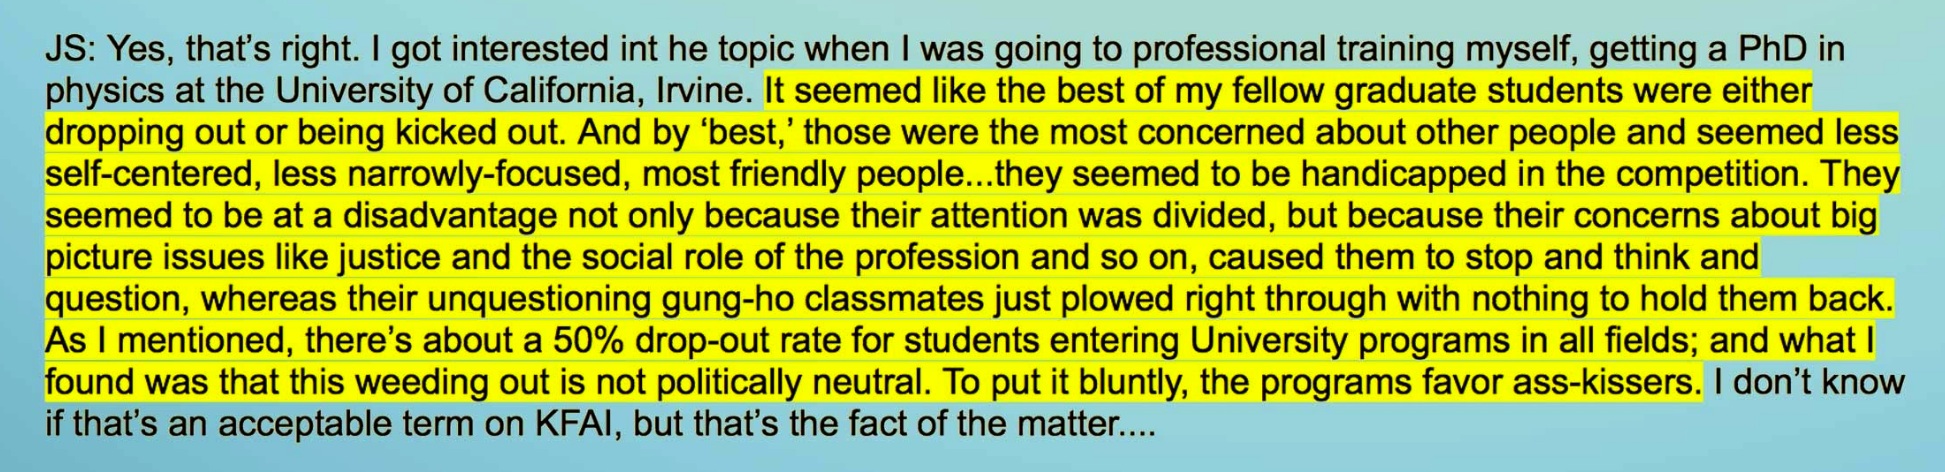 JS: Yes, that’s right. I got interested int he topic when I was going to professional training myself, getting a PhD in
physics at the University of California, Irvine. It seemed like the best of my fellow graduate students were either
dropping out or being kicked out. And by ‘best,’ those were the most concerned about other people and seemed less
self-centered, less narrowly-focused, most friendly people...they seemed to be handicapped in the competition. They
seemed to be at a disadvantage not only because their attention was divided, but because their concerns about big
picture issues like justice and the social role of the profession and so on, caused them to stop and think and
question, whereas their unquestioning gung-ho classmates just plowed right through with nothing to hold them back.
As I mentioned, there’s about a 50% drop-out rate for students entering University programs in all fields; and what I
found was that this weeding out is not politically neutral. To put it bluntly, the programs favor ass-kissers. I don’t know
if that’s an acceptable term on KFAI, but that’s the fact of the matter....